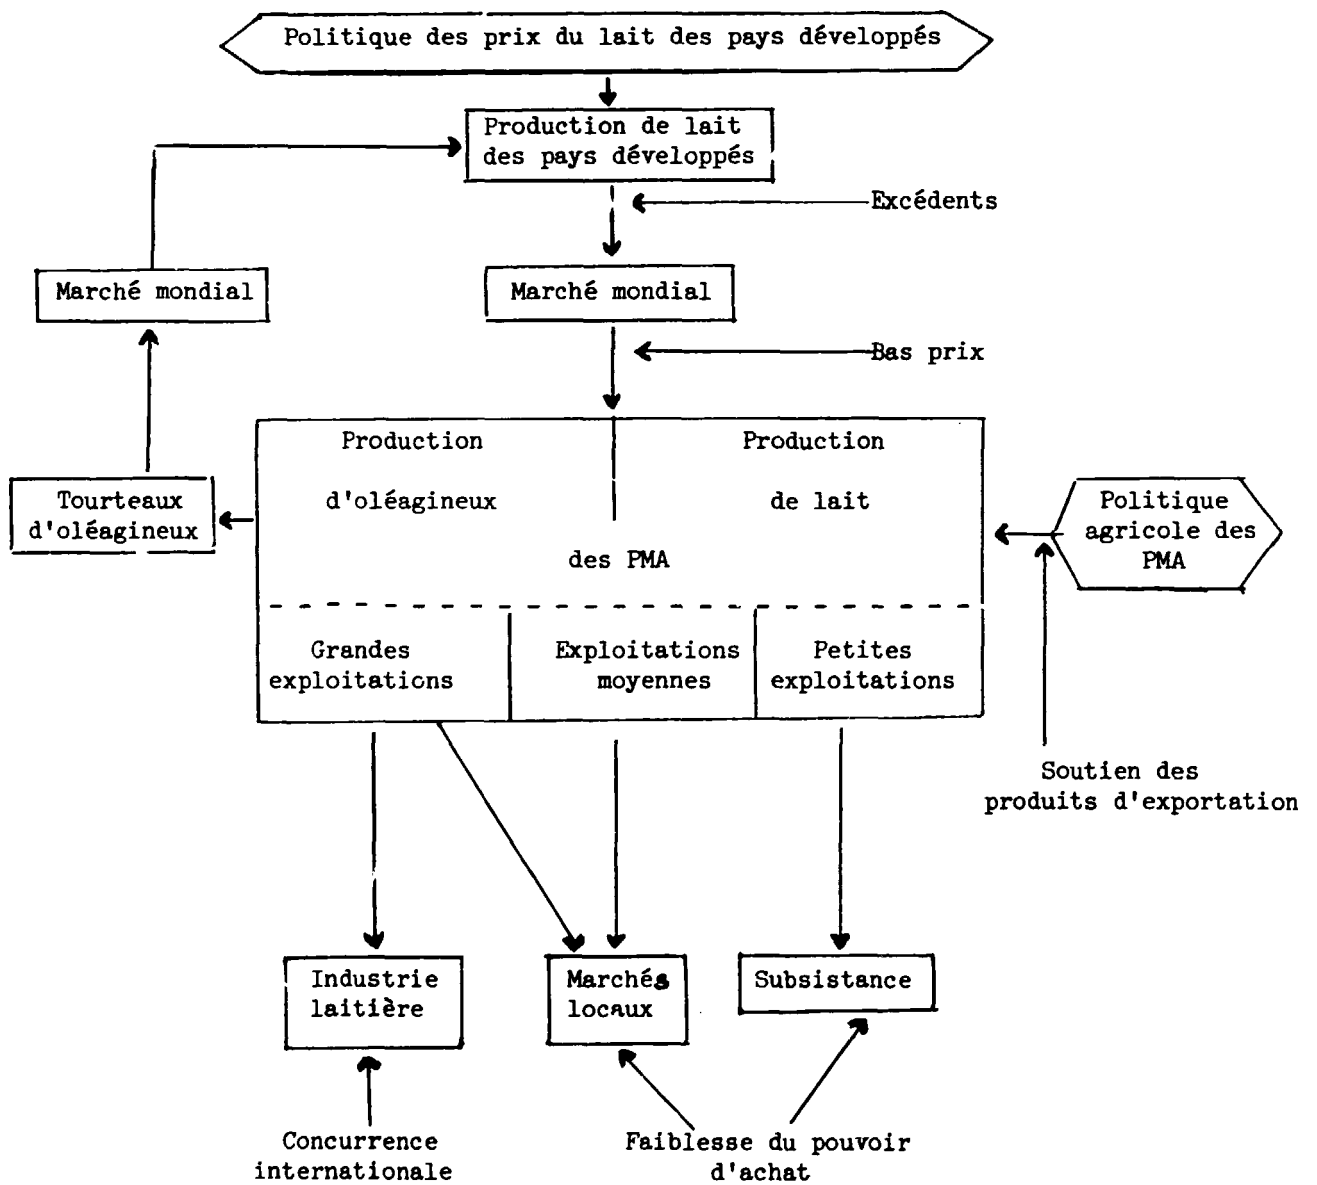 Politique des prix du lait des pays développés
Production de lait
des pays développés
Excédents
Marché mondial
Marché mondial
Bas prix
Production
d'oléagineux
Production
de lait
des PMA
Tourteaux
d'oléagineux
Politique
agricole des
PMA
Grandes
exploitations
Exploitations
moyennes
Petites
exploitations
Soutien des
produits d'exportation
Industrie
laitière
Marchés
locaux
Subsistance
Concurrence
internationale
Faiblesse du pouvoir
d'achat